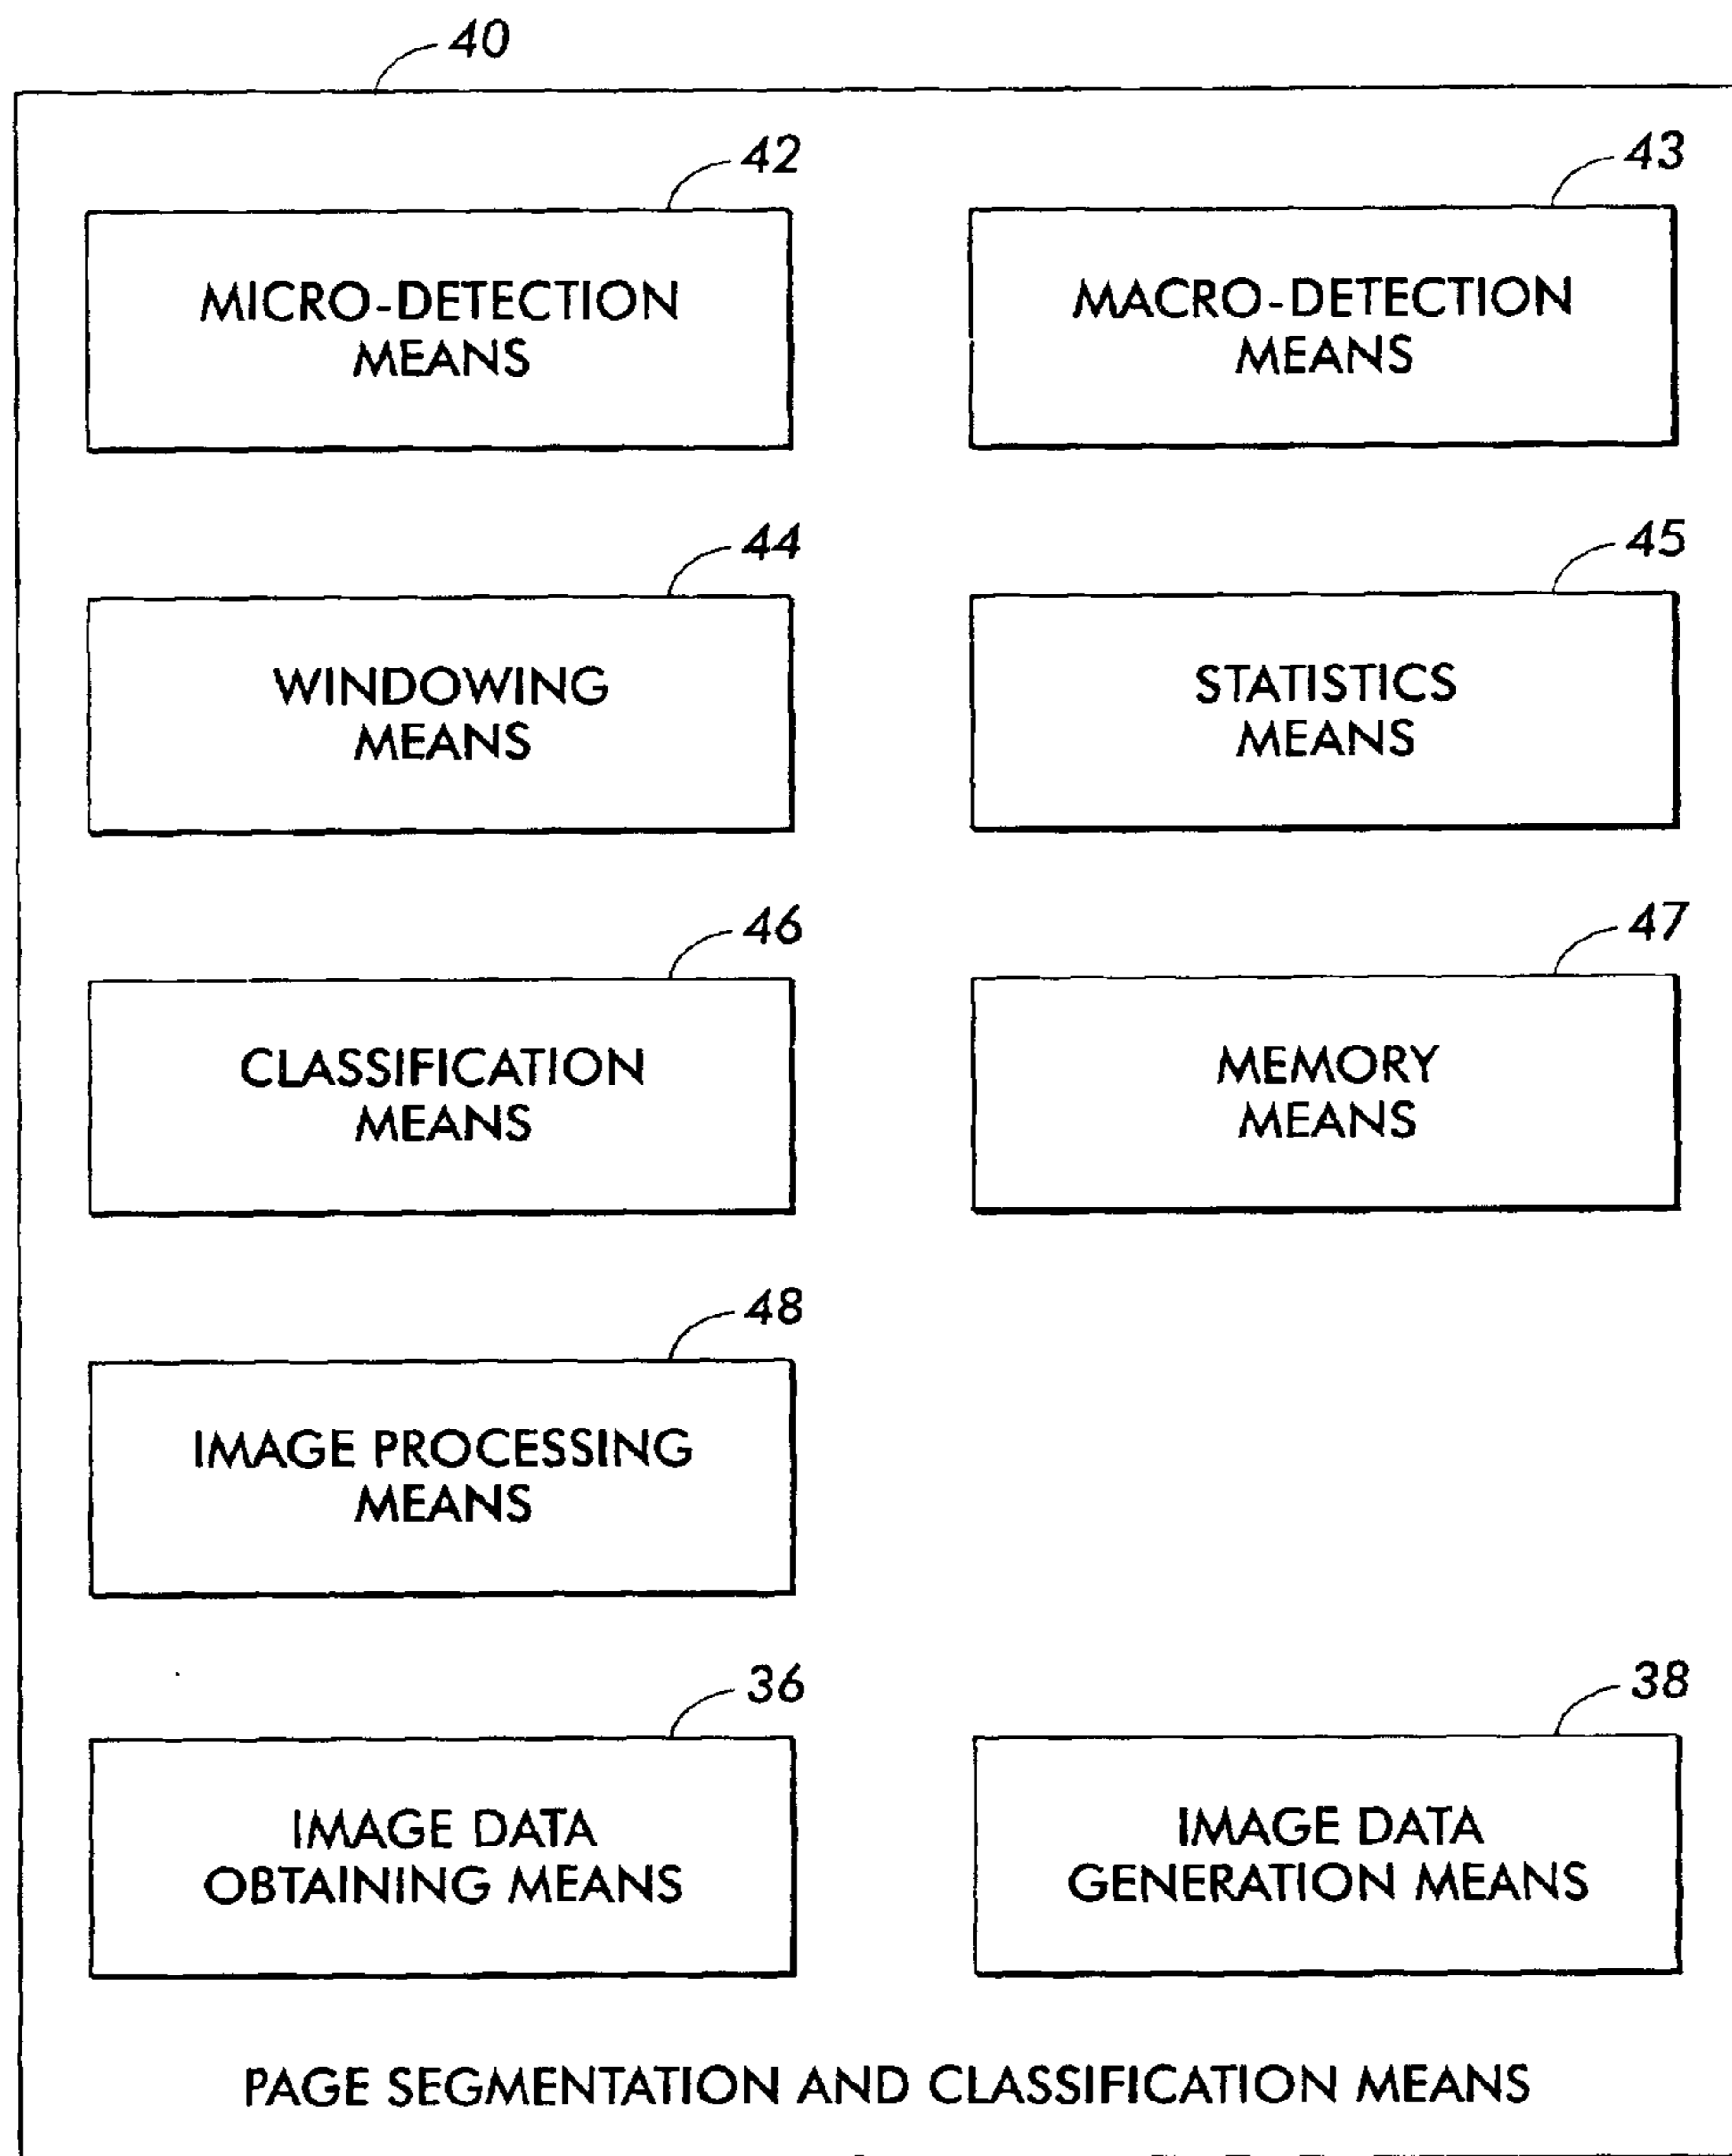 40
42
MICRO-DETECTION
MEANS
43
MACRO-DETECTION
MEANS
44
WINDOWING
MEANS
45
STATISTICS
MEANS
46
CLASSIFICATION
MEANS
47
MEMORY
MEANS
48
IMAGE PROCESSING
MEANS
36
IMAGE DATA
OBTAINING MEANS
38
IMAGE DATA
GENERATION MEANS
PAGE SEGMENTATION AND CLASSIFICATION MEANS